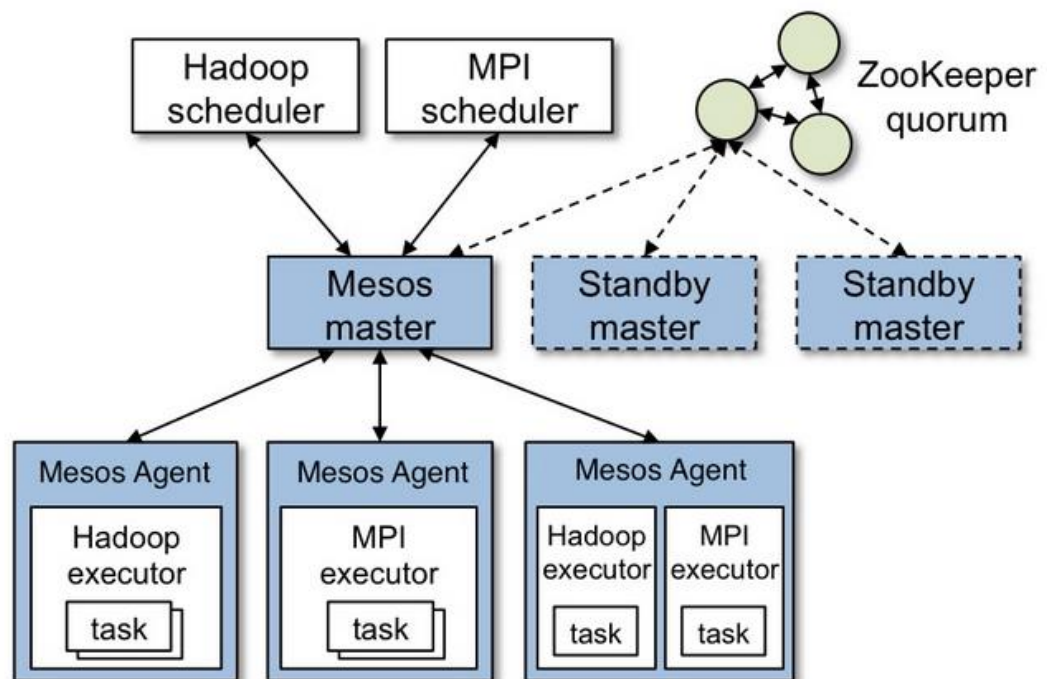 Hadoop
scheduler
MPI
scheduler
ZooKeeper
quorum
Mesos
master
Standby
master
Standby
master
Mesos Agent
Hadoop
executor
task
Mesos Agent
MPI
executor
task
Mesos Agent
Hadoop
executor
task
MPI
executor
task